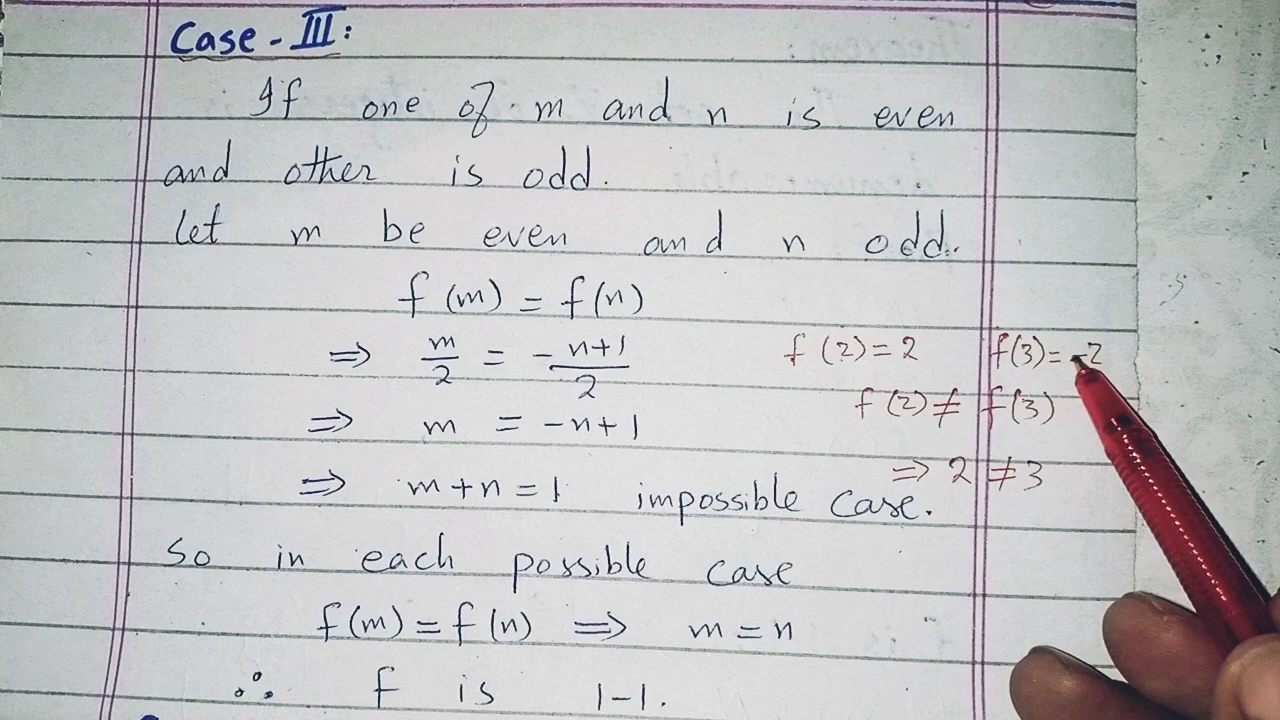 Case - III:
If one of m and n is even
and other is odd.
Let m be even and n odd.
f(m) = f(n)
⇒ m/2 = - n+1/2
f(2) = 2 f(3) = -2
⇒ m = -n+1
f(2) ≠ f(3)
⇒ m+n = 1 impossible case.
⇒ 2 ≠ 3
So in each possible case
f(m) = f(n) ⇒ m = n
∴ f is 1-1.